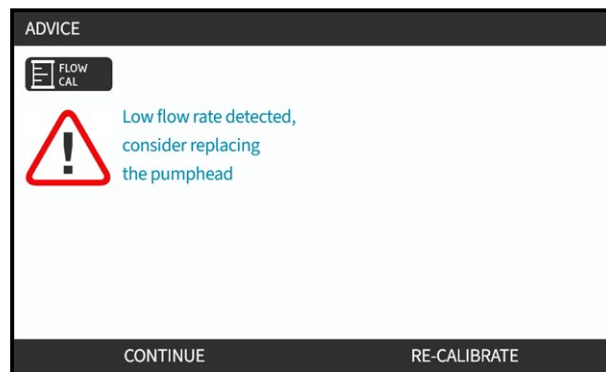 ADVICE
FLOW
CAL
Low flow rate detected,
consider replacing
the pumphead
CONTINUE RE-CALIBRATE